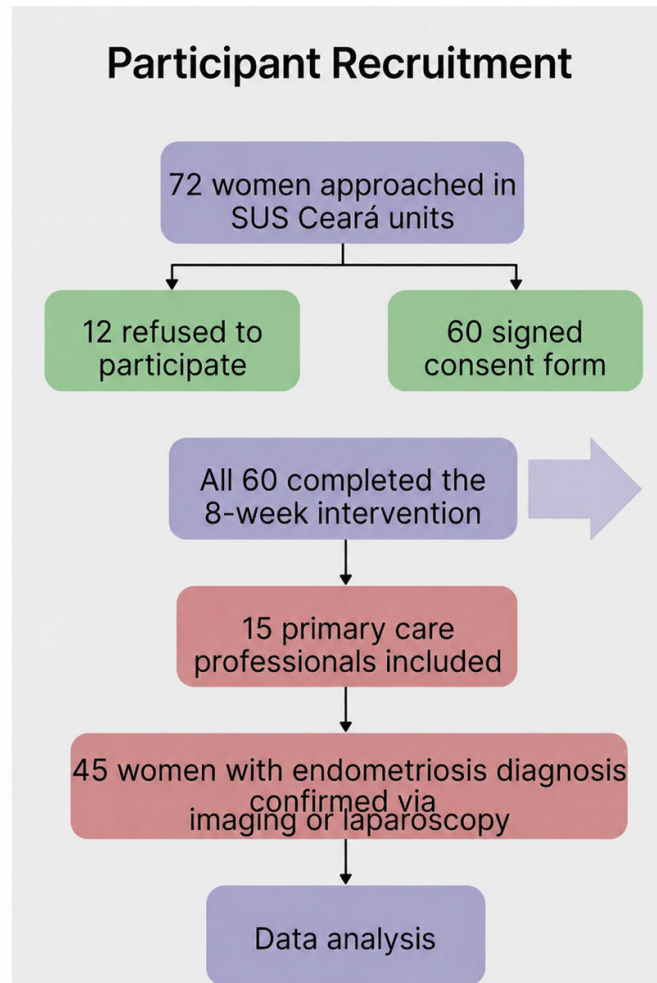 Participant Recruitment
72 women approached in
SUS Ceará units
12 refused to
participate
60 signed
consent form
All 60 completed the
8-week intervention
15 primary care
professionals included
45 women with endometriosis diagnosis
confirmed via
imaging or laparoscopy
Data analysis